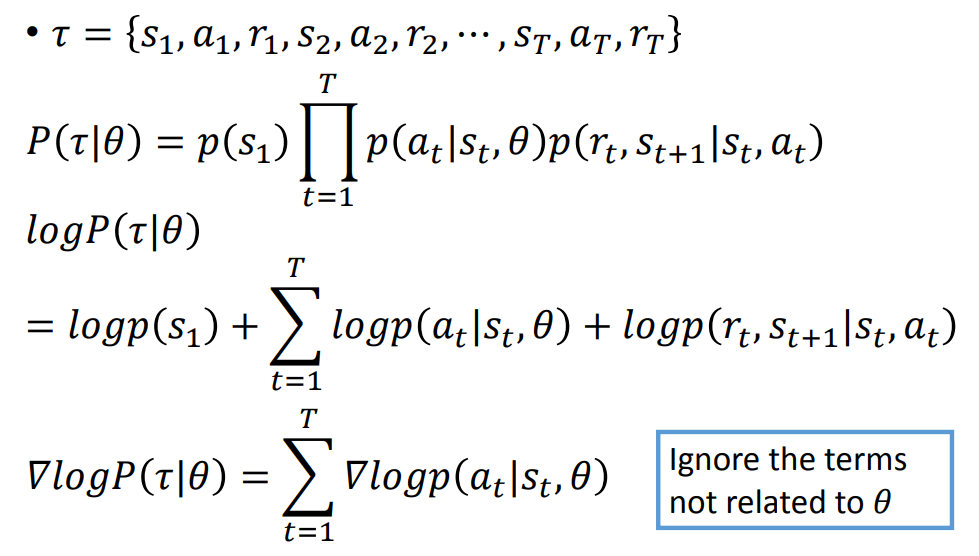 • τ = {s₁, a₁, r₁, s₂, a₂, r₂, ⋯, s_T, a_T, r_T}
P(τ|θ) = p(s₁) ∏_{t=1}^{T} p(a_t|s_t, θ)p(r_t, s_{t+1}|s_t, a_t)
logP(τ|θ)
= logp(s₁) + ∑_{t=1}^{T} logp(a_t|s_t, θ) + logp(r_t, s_{t+1}|s_t, a_t)
∇logP(τ|θ) = ∑_{t=1}^{T} ∇logp(a_t|s_t, θ)
Ignore the terms
not related to θ